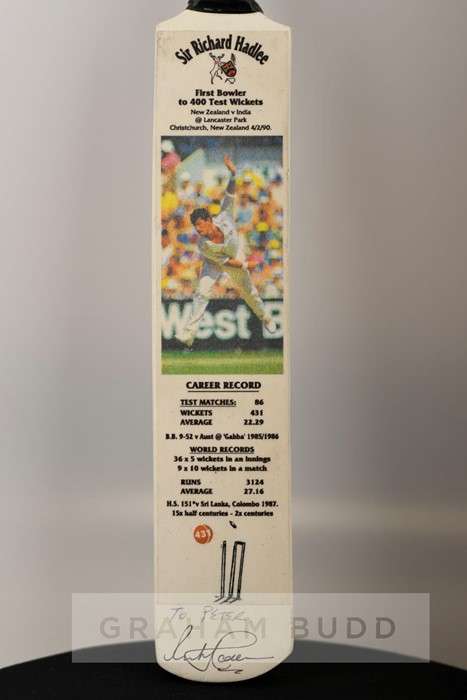 Sir Richard Hadlee
First Bowler
to 400 Test Wickets
New Zealand v India
@ Lancaster Park
Christchurch, New Zealand 4/2/90.
West B
CAREER RECORD
TEST MATCHES: 86
WICKETS 431
AVERAGE 22.29
B.B. 9-52 v Aust @ 'Gabba' 1985/1986
WORLD RECORDS
36 x 5 wickets in an innings
9 x 10 wickets in a match
RUNS 3124
AVERAGE 27.16
H.S. 151*v Sri Lanka, Colombo 1987.
15x half centuries - 2x centuries
431
TO PETER
GRAHAM BUDD